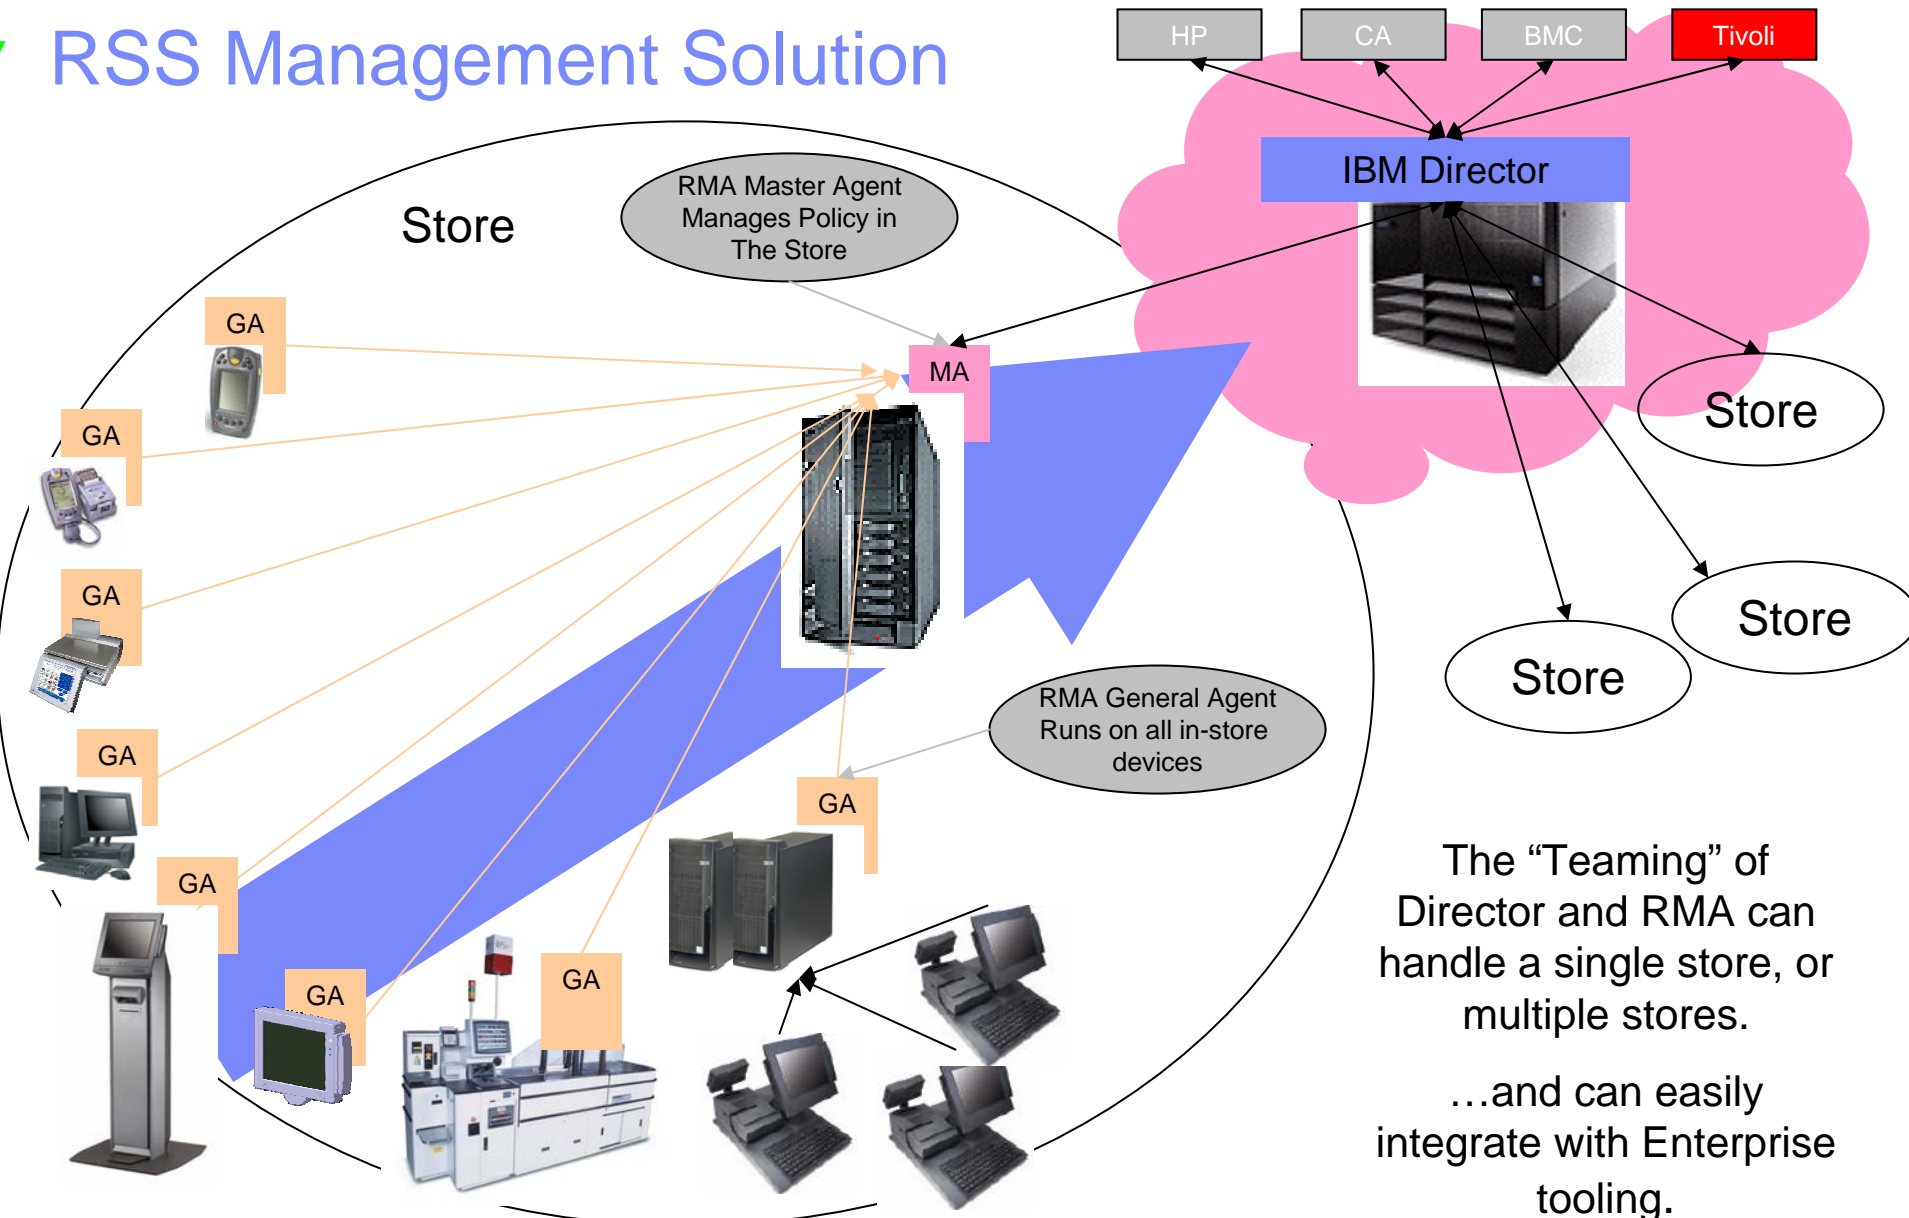 RSS Management Solution
HP
CA
BMC
Tivoli
IBM Director
Store
RMA Master Agent
Manages Policy in
The Store
GA
MA
GA
GA
GA
GA
GA
GA
GA
RMA General Agent
Runs on all in-store
devices
Store
Store
Store
The “Teaming” of
Director and RMA can
handle a single store, or
multiple stores.
…and can easily
integrate with Enterprise
tooling.